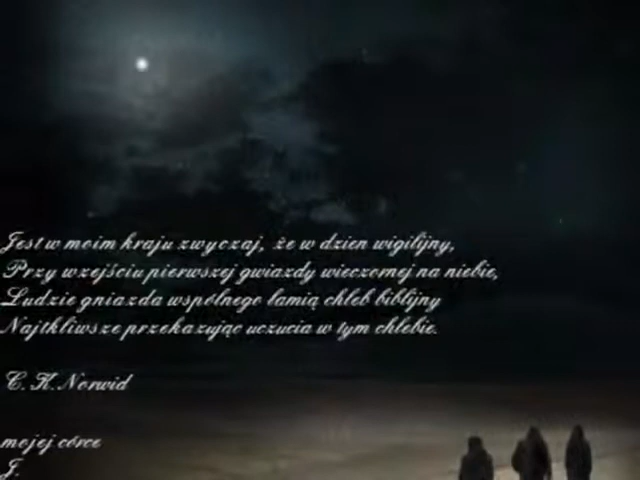 Jest w moim kraju zwyczaj, że w dzień wigilijny,
Przy wzejściu pierwszej gwiazdy wieczornej na niebie,
Ludzie gniazda wspólnego łamią chleb biblijny
Najtkliwsze przekazując uczucia w tym chlebie.
C. K. Norwid
mojej córce
J.